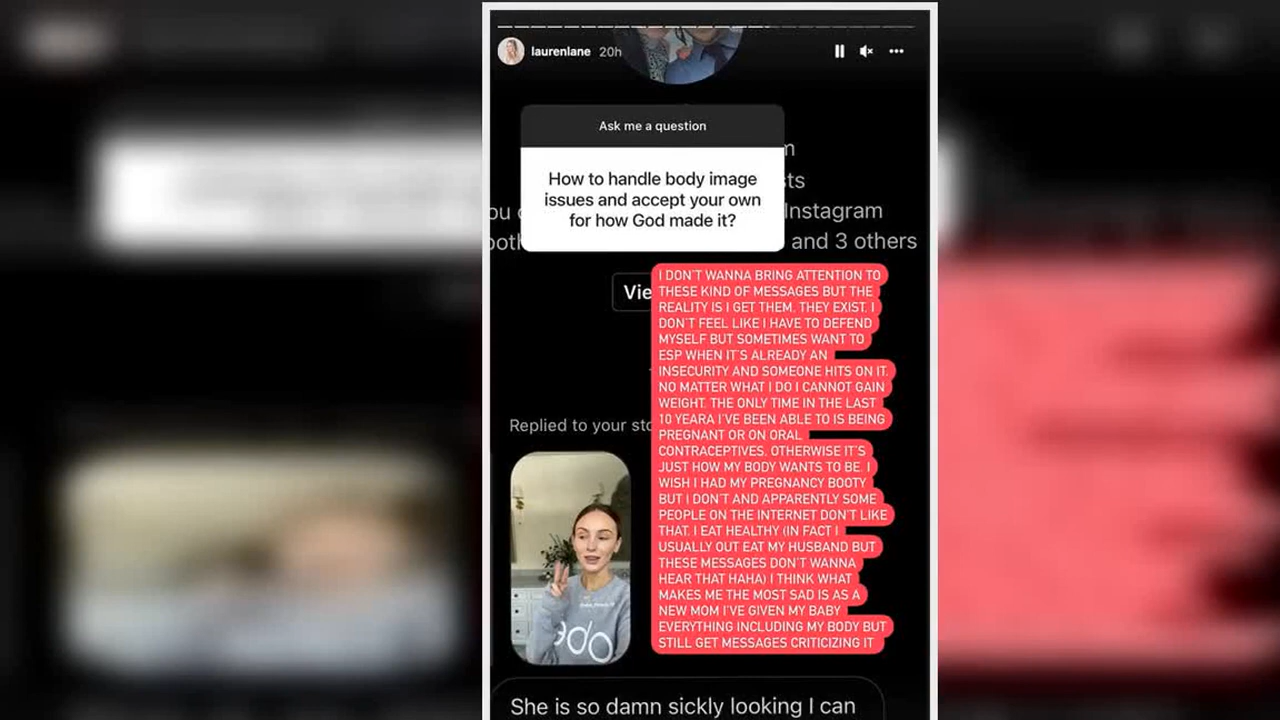 laurenlane 20h
Ask me a question
How to handle body image
issues and accept your own
for how God made it?
sts
Instagram
and 3 others
Vie
I DON'T WANNA BRING ATTENTION TO
THESE KIND OF MESSAGES BUT THE
REALITY IS I GET THEM. THEY EXIST. I
DON'T FEEL LIKE I HAVE TO DEFEND
MYSELF BUT SOMETIMES WANT TO
ESP WHEN IT'S ALREADY AN
INSECURITY AND SOMEONE HITS ON IT.
NO MATTER WHAT I DO I CANNOT GAIN
WEIGHT. THE ONLY TIME IN THE LAST
10 YEARA I'VE BEEN ABLE TO IS BEING
PREGNANT OR ON ORAL
CONTRACEPTIVES. OTHERWISE IT'S
JUST HOW MY BODY WANTS TO BE. I
WISH I HAD MY PREGNANCY BOOTY
BUT I DON'T AND APPARENTLY SOME
PEOPLE ON THE INTERNET DON'T LIKE
THAT. I EAT HEALTHY (IN FACT I
USUALLY OUT EAT MY HUSBAND BUT
THESE MESSAGES DON'T WANNA
HEAR THAT HAHA) I THINK WHAT
MAKES ME THE MOST SAD IS AS A
NEW MOM I'VE GIVEN MY BABY
EVERYTHING INCLUDING MY BODY BUT
STILL GET MESSAGES CRITICIZING IT
Replied to your sto
She is so damn sickly looking I can